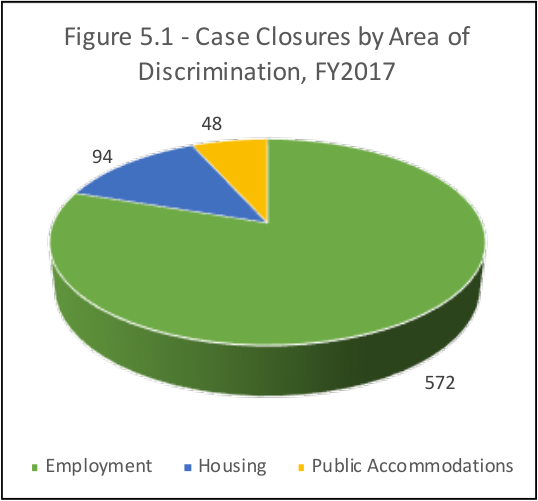 Figure 5.1 - Case Closures by Area of
Discrimination, FY2017
48
94
572
Employment
Housing
Public Accommodations